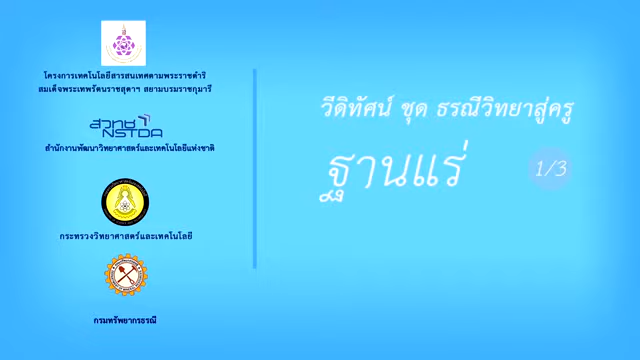 โครงการเทคโนโลยีสารสนเทศตามพระราชดำริ
สมเด็จพระเทพรัตนราชสุดาฯ สยามบรมราชกุมารี
สวทช
NSTDA
สำนักงานพัฒนาวิทยาศาสตร์และเทคโนโลยีแห่งชาติ
กระทรวงวิทยาศาสตร์และเทคโนโลยี
กรมทรัพยากรธรณี
วีดิทัศน์ ชุด ธรณีวิทยาสู่ครู
ฐานแร่
1/3